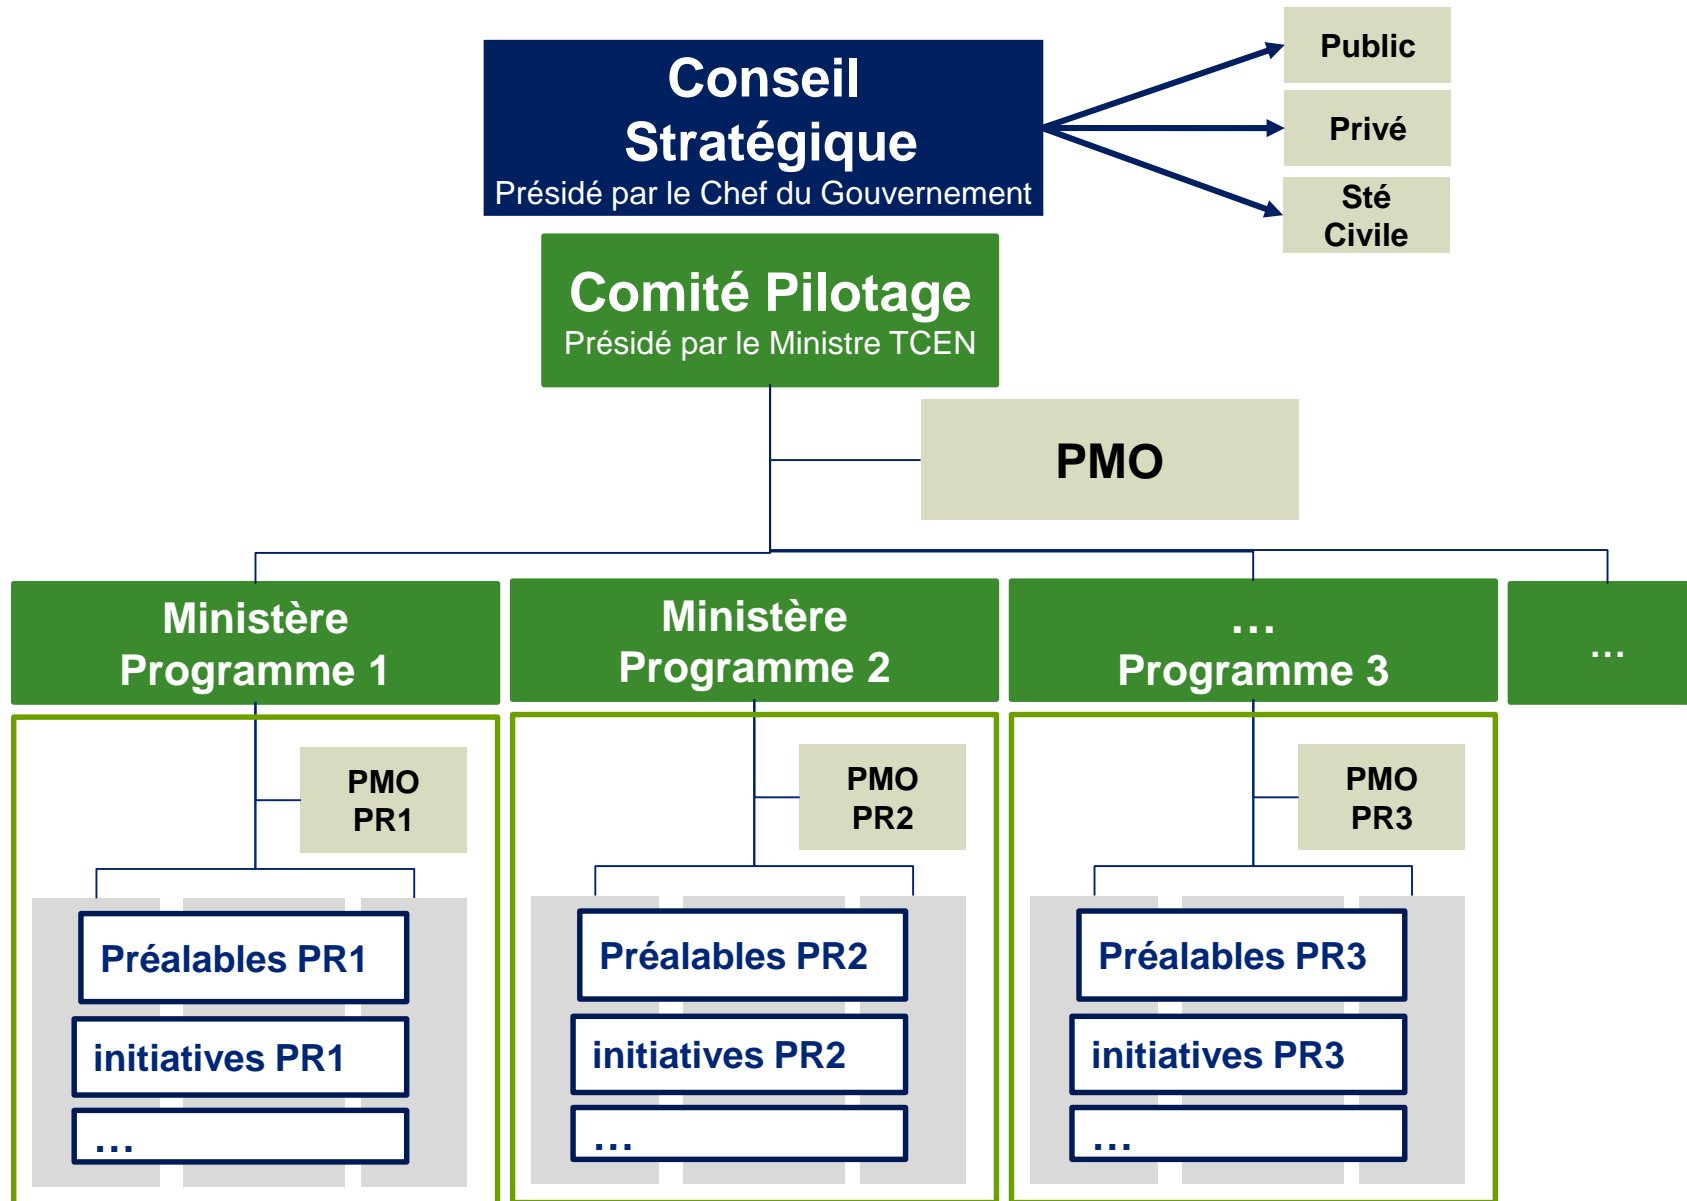 Conseil
Stratégique
Présidé par le Chef du Gouvernement
Public
Privé
Sté
Civile
Comité Pilotage
Présidé par le Ministre TCEN
PMO
Ministère
Programme 1
Ministère
Programme 2
…
Programme 3
…
PMO
PR1
PMO
PR2
PMO
PR3
Préalables PR1
initiatives PR1
…
Préalables PR2
initiatives PR2
…
Préalables PR3
initiatives PR3
…